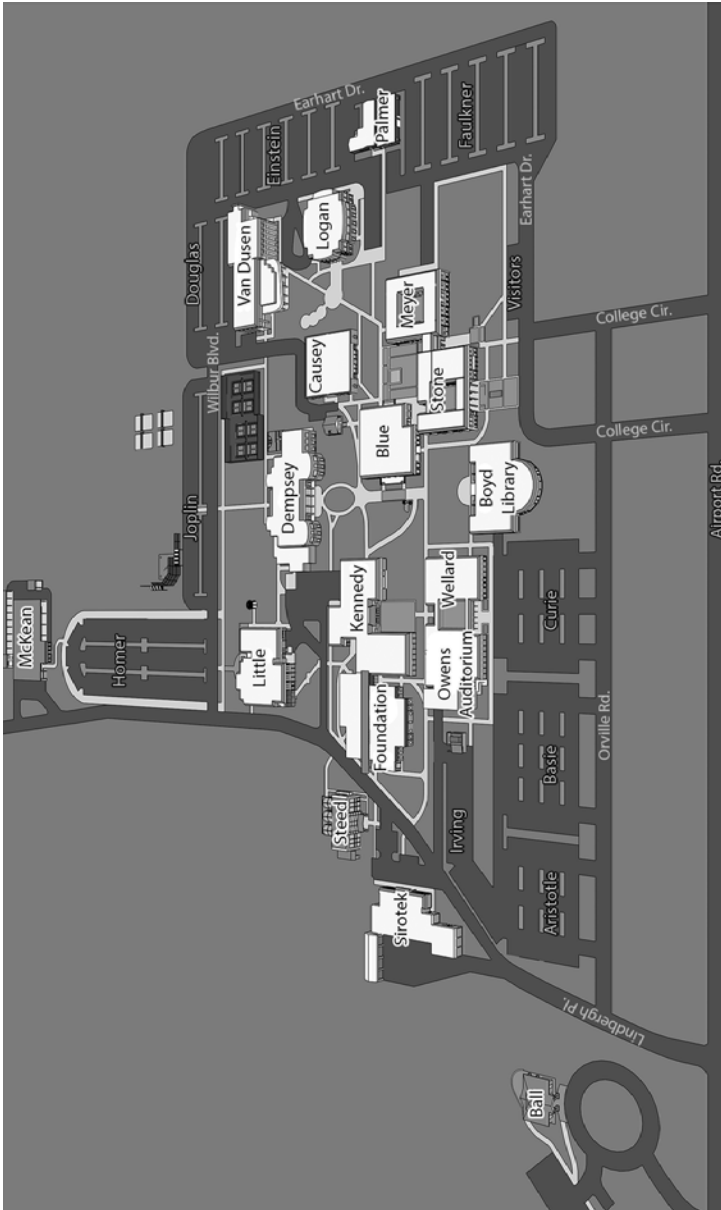 McKean
Homer
Joplin
Douglas
Wilbur Blvd.
Earhart Dr.
Einstein
Palmer
Faulkner
Van Dusen
Logan
Little
Dempsey
Causey
Meyer
Steed
Foundation
Kennedy
Blue
Stone
Earhart Dr.
Visitors
Sirotek
Irving
Owens
Auditorium
Wellard
Boyd
Library
Aristotle
Basie
Curie
College Cir.
College Cir.
Orville Rd.
Lindbergh Pl.
Ball
Airport Rd.